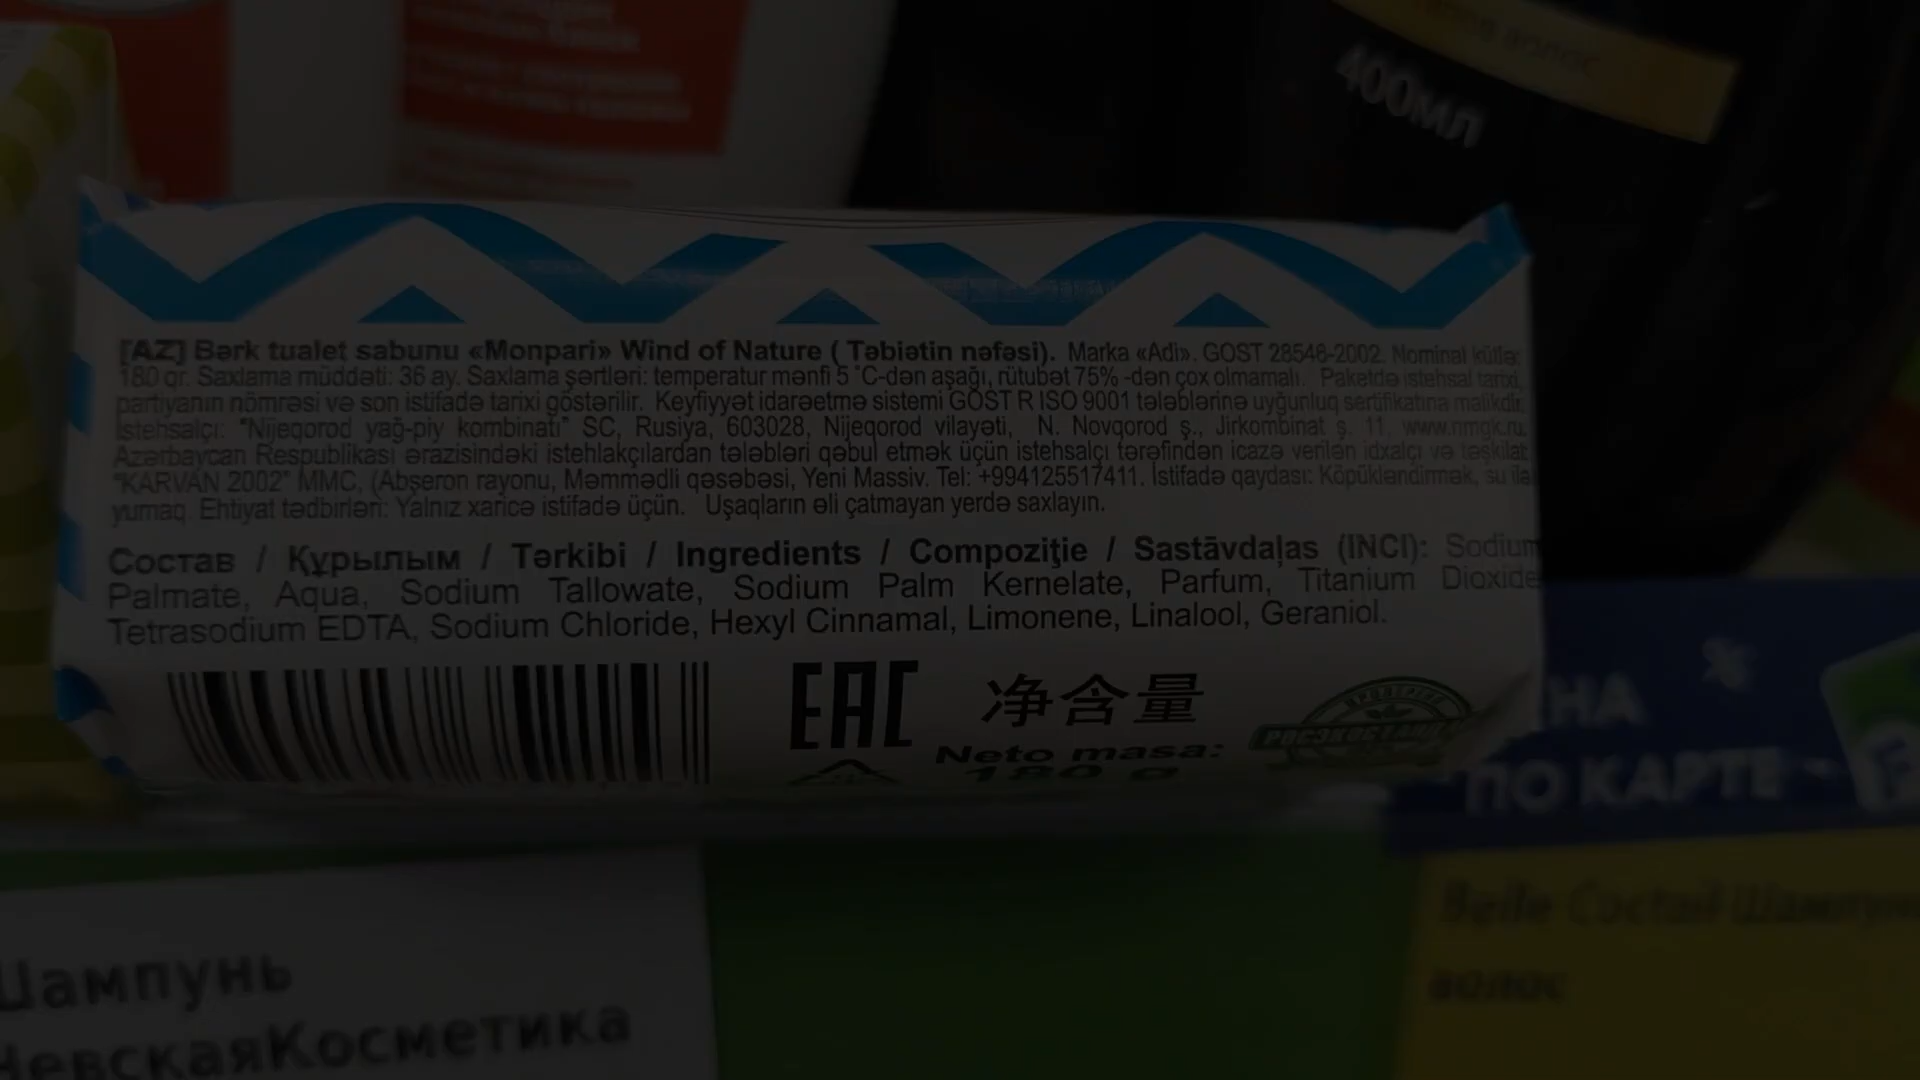 400мл
[AZ] Bərk tualet sabunu «Monpari» Wind of Nature ( Təbiətin nəfəsi). Marka «Adi». GOST 28548-2002. Nominal küllə:
180 qr. Saxlama müddəti: 36 ay. Saxlama şərtləri: temperatur mənfi 5 °C-dən aşağı, rütubət 75% -dən çox olmamalı. Paketdə istehsal tarixi,
partiyanın nömrəsi və son istifadə tarixi göstərilir. Keyfiyyət idarəetmə sistemi GOST R ISO 9001 tələblərinə uyğunluq sertifikatına malikdir.
İstehsalçı: "Nijeqorod yağ-piy kombinatı" SC, Rusiya, 603028, Nijeqorod vilayəti, N. Novqorod ş., Jirkombinat ş. 11, www.nmgk.ru.
Azərbaycan Respublikası ərazisindəki istehlakçılardan tələbləri qəbul etmək üçün istehsalçı tərəfindən icazə verilən idxalçı və təşkilat:
"KARVAN 2002" MMC, (Abşeron rayonu, Məmmədli qəsəbəsi, Yeni Massiv. Tel: +994125517411. İstifadə qaydası: Köpükləndirmək, su ilə
yumaq. Ehtiyat tədbirləri: Yalnız xaricə istifadə üçün. Uşaqların əli çatmayan yerdə saxlayın.
Состав / Құрылым / Tərkibi / Ingredients / Compoziţie / Sastāvdaļas (INCI): Sodium
Palmate, Aqua, Sodium Tallowate, Sodium Palm Kernelate, Parfum, Titanium Dioxide
Tetrasodium EDTA, Sodium Chloride, Hexyl Cinnamal, Limonene, Linalool, Geraniol.
EAC
净含量
Neto masa:
180 g
НА
ПО КАРТЕ
Шампунь
НевскаяКосметика
волос